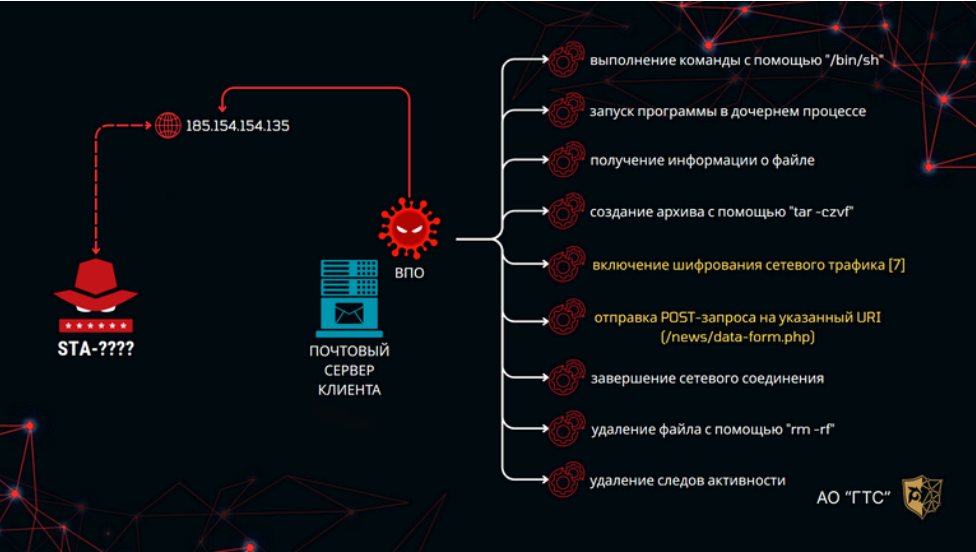 выполнение команды с помощью "/bin/sh"
запуск программы в дочернем процессе
получение информации о файле
создание архива с помощью "tar -czvf"
включение шифрования сетевого трафика [7]
отправка POST-запроса на указанный URI
(/news/data-form.php)
завершение сетевого соединения
удаление файла с помощью "rm -rf"
удаление следов активности
185.154.154.135
ВПО
******
STA-????
ПОЧТОВЫЙ
СЕРВЕР
КЛИЕНТА
АО "ГТС"